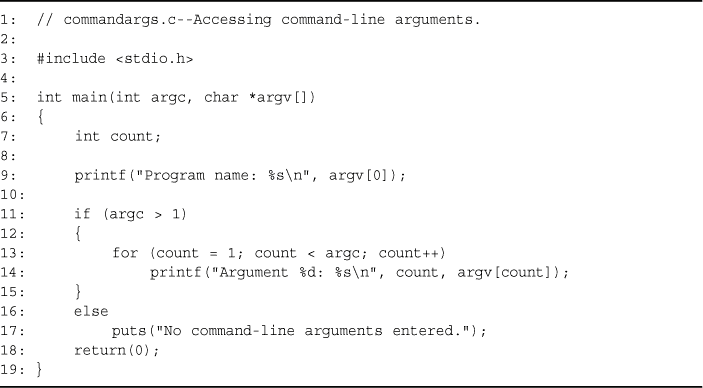 1:  // commandargs.c--Accessing command-line arguments.
2:
3:  #include <stdio.h>
4:
5:  int main(int argc, char *argv[])
6:  {
7:      int count;
8:
9:      printf("Program name: %s\n", argv[0]);
10:
11:     if (argc > 1)
12:     {
13:         for (count = 1; count < argc; count++)
14:             printf("Argument %d: %s\n", count, argv[count]);
15:     }
16:     else
17:         puts("No command-line arguments entered.");
18:     return(0);
19: }